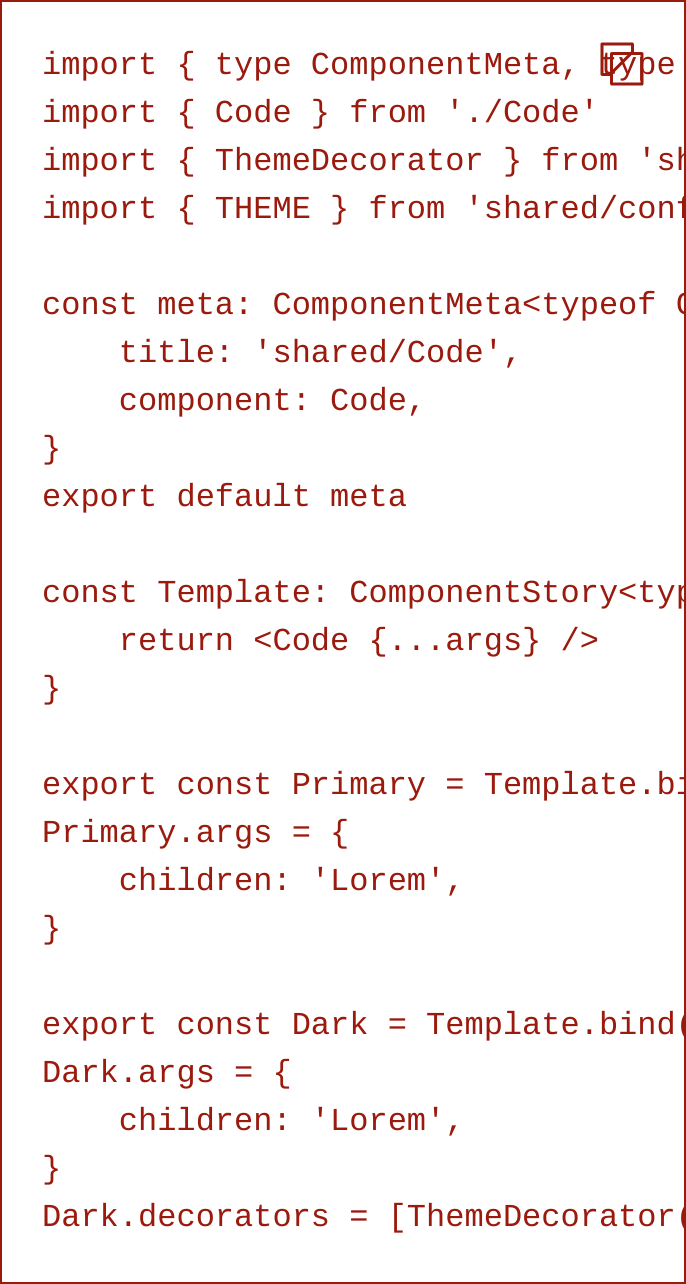 import { type ComponentMeta, type
import { Code } from './Code'
import { ThemeDecorator } from 'sh
import { THEME } from 'shared/conf
const meta: ComponentMeta<typeof C
    title: 'shared/Code',
    component: Code,
}
export default meta
const Template: ComponentStory<typ
    return <Code {...args} />
}
export const Primary = Template.bi
Primary.args = {
    children: 'Lorem',
}
export const Dark = Template.bind(
Dark.args = {
    children: 'Lorem',
}
Dark.decorators = [ThemeDecorator(